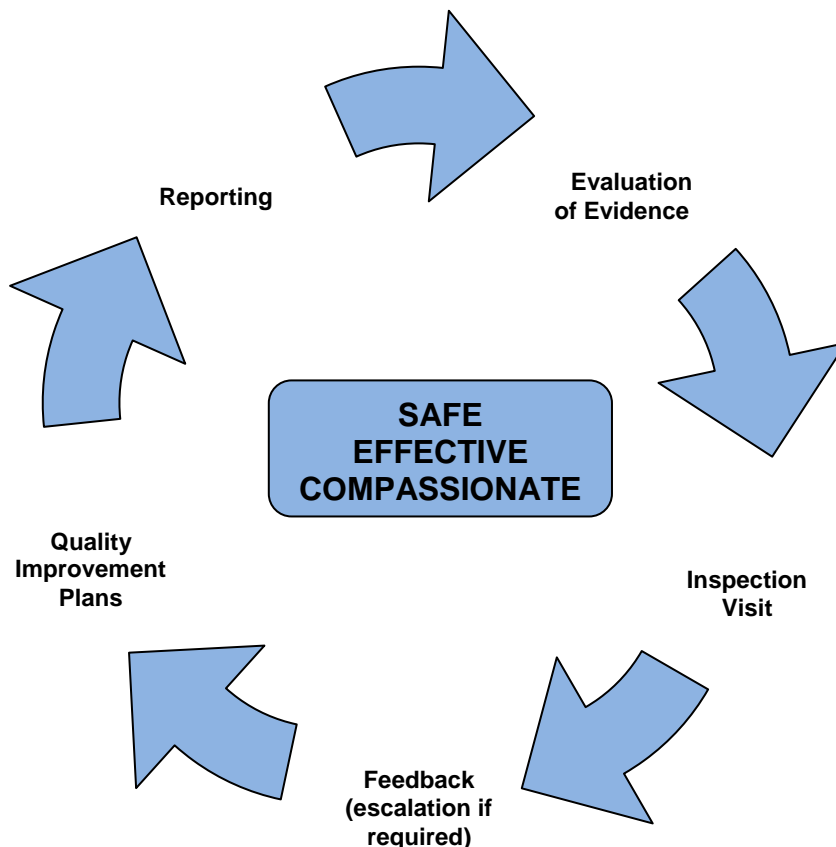 Reporting
Evaluation
of Evidence
SAFE
EFFECTIVE
COMPASSIONATE
Quality
Improvement
Plans
Inspection
Visit
Feedback
(escalation if
required)